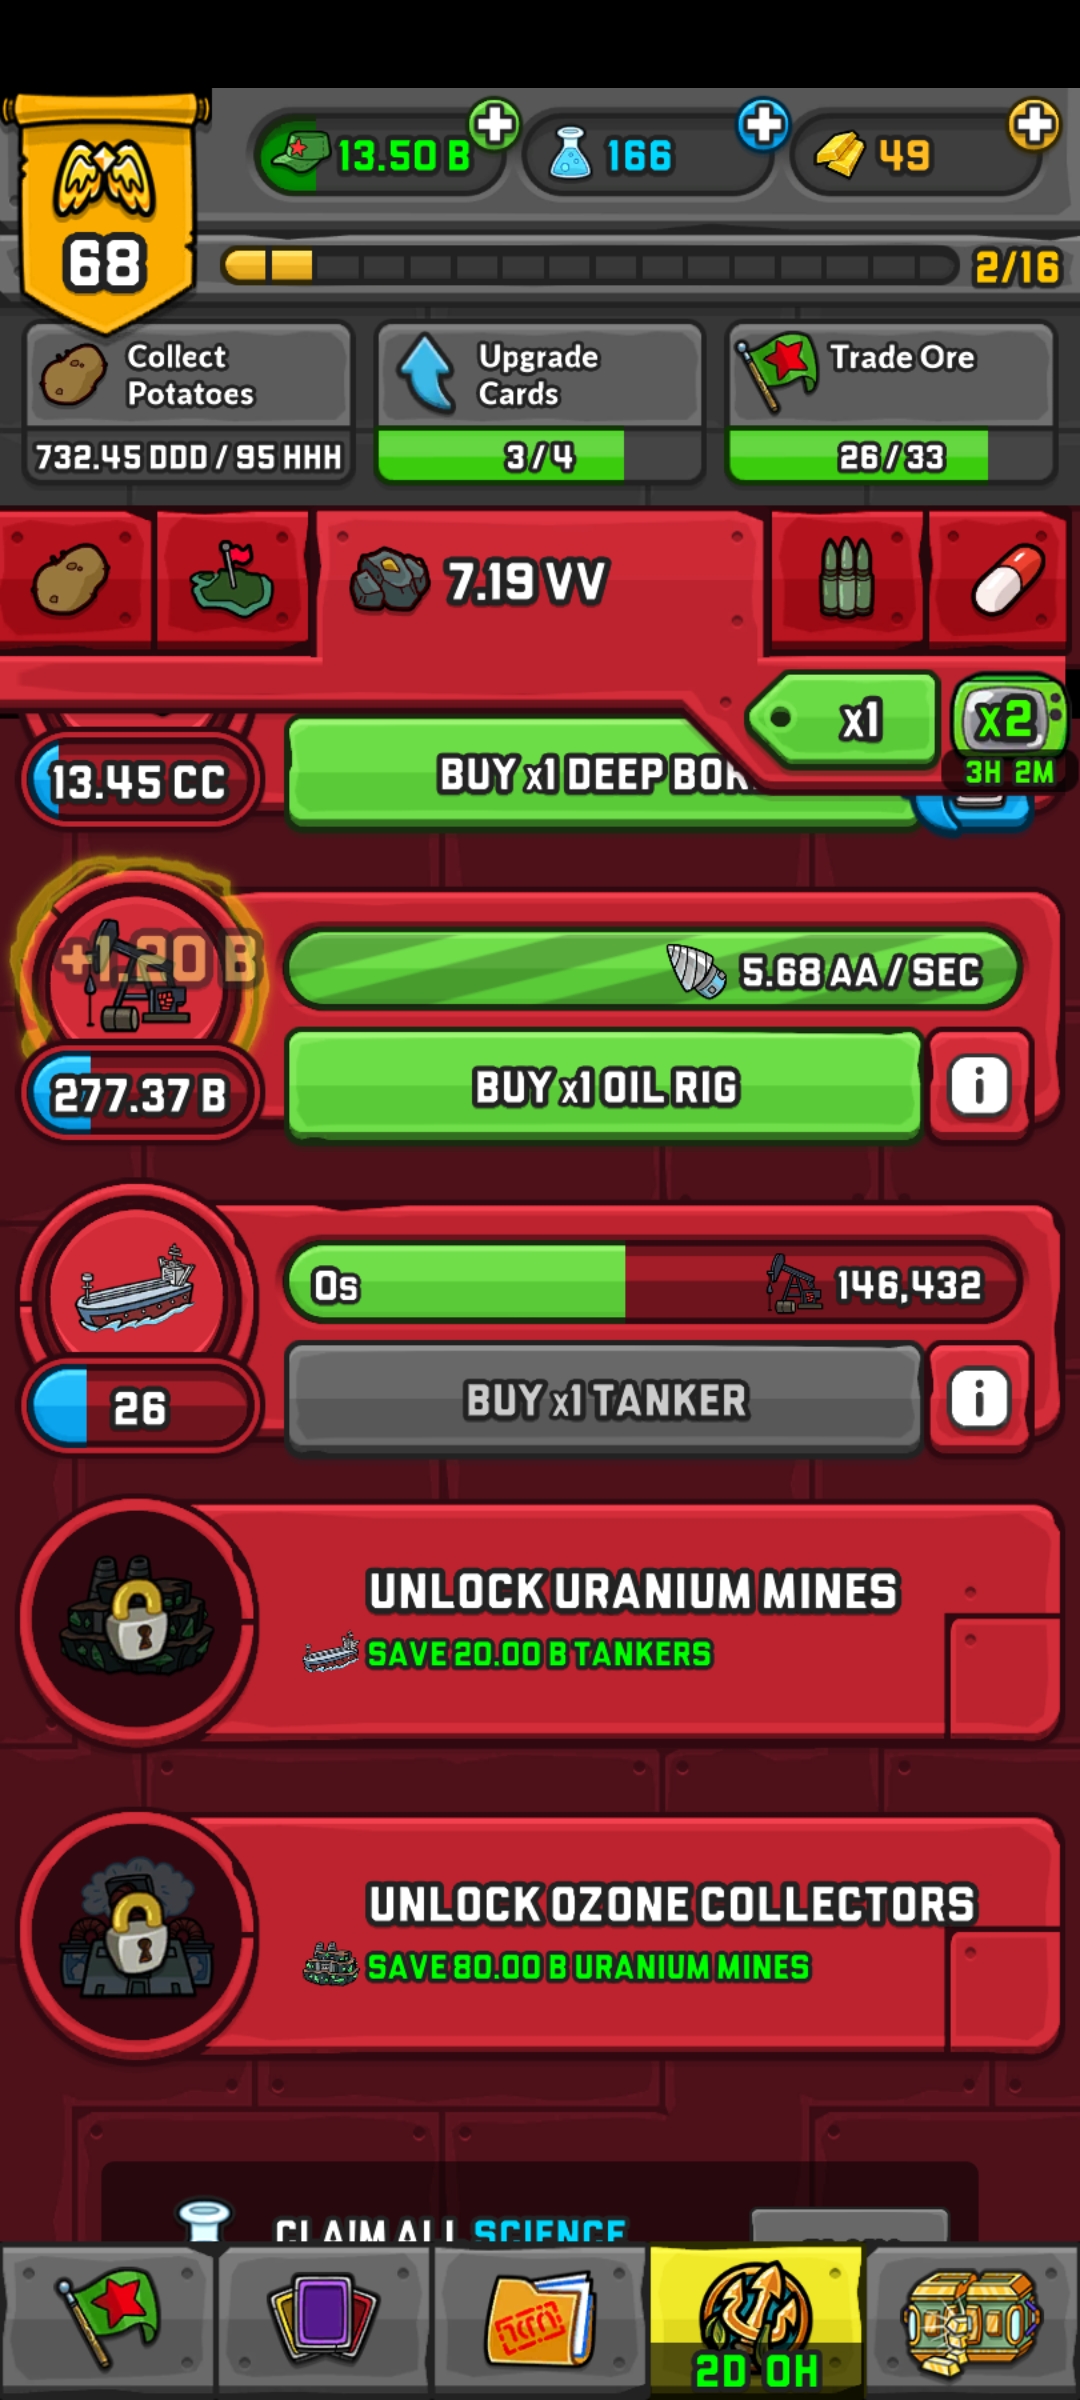 13.50 B
166
49
68
2/16
Collect
Potatoes
Upgrade
Cards
Trade Ore
732.45 DDD / 95 HHH
3/4
26/33
7.19 VV
x1
x2
3H 2M
13.45 CC
BUY x1 DEEP BOR
+1.20 B
5.68 AA / SEC
277.37 B
BUY x1 OIL RIG
i
0s
146,432
26
BUY x1 TANKER
i
UNLOCK URANIUM MINES
SAVE 20.00 B TANKERS
UNLOCK OZONE COLLECTORS
SAVE 80.00 B URANIUM MINES
CLAIM ALL SCIENCE
2D 0H